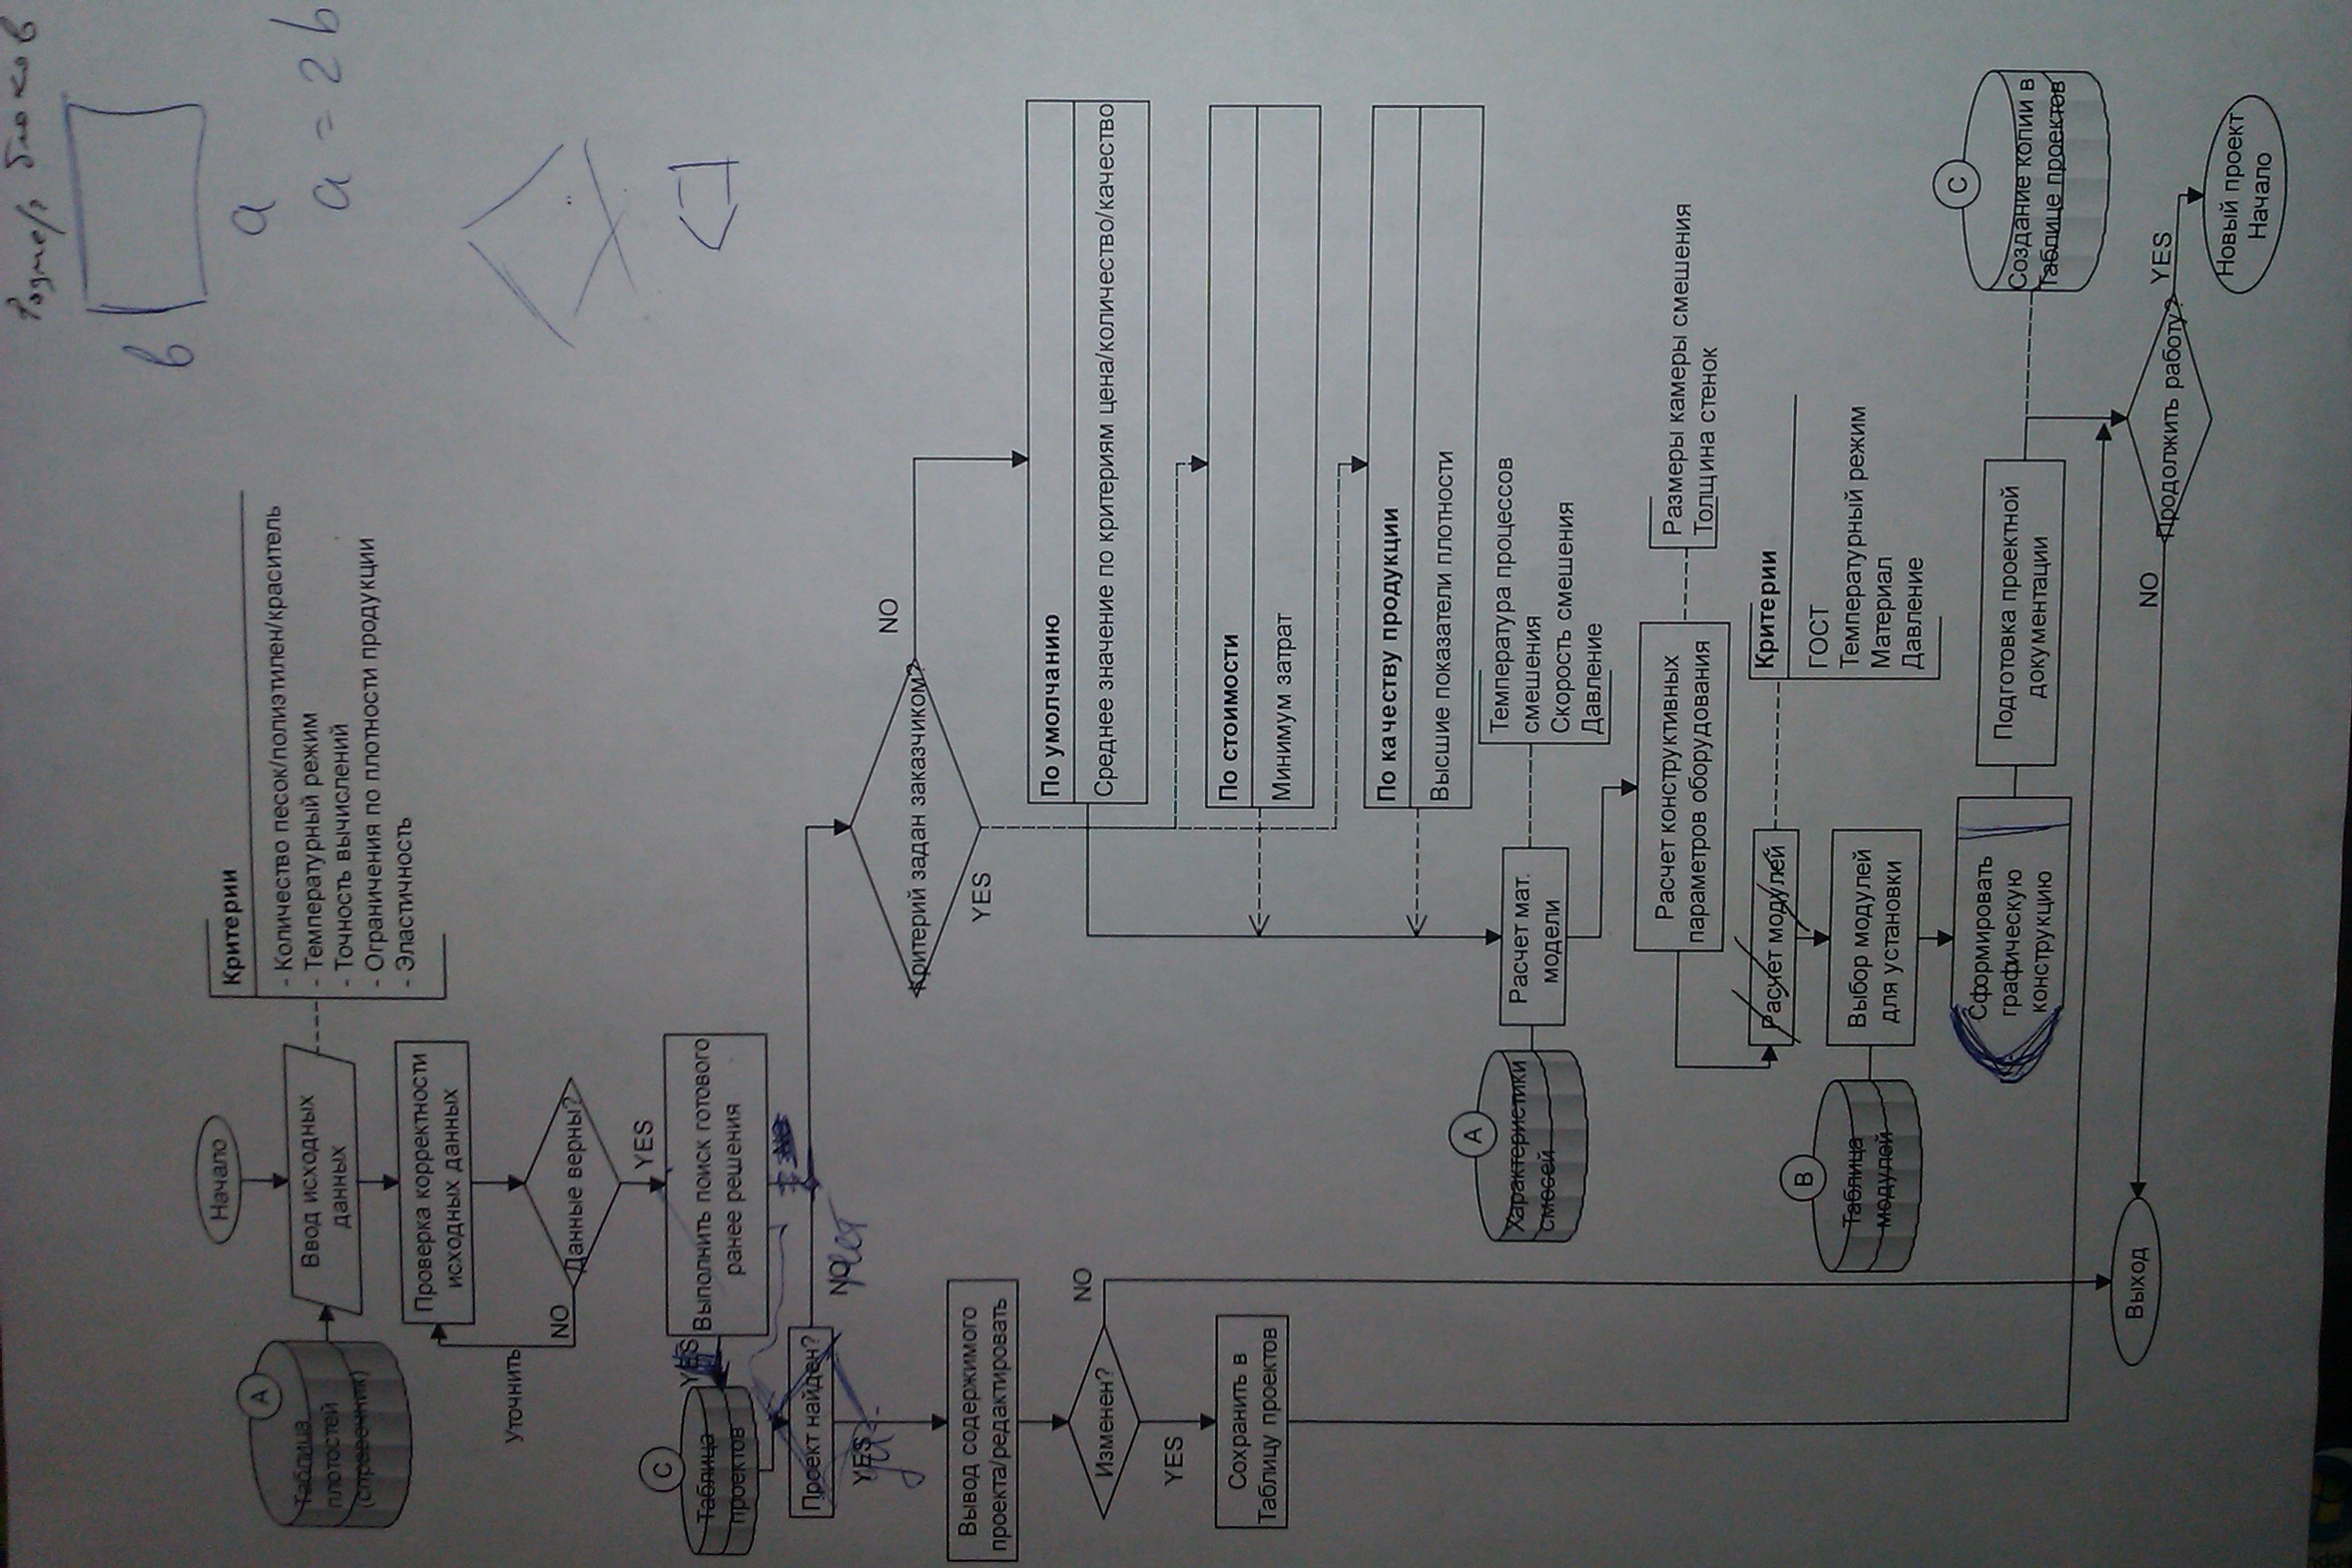 Размер блоков
b
a
a = 2b
Начало
Критерии
- Количество песок/полиэтилен/краситель
- Температурный режим
- Точность вычислений
- Ограничения по плотности продукции
- Эластичность
A
Таблица
плотостей
(справочник)
Ввод исходных
данных
Проверка корректности
исходных данных
Данные верны?
NO
Уточнить
YES
Выполнить поиск готового
ранее решения
YES
NO
C
Таблица
проектов
Проект найден?
NO
YES
Вывод содержимого
проекта/редактировать
Изменен?
NO
YES
Сохранить в
Таблицу проектов
Критерий задан заказчиком?
NO
YES
По умолчанию
Среднее значение по критериям цена/количество/качество
По стоимости
Минимум затрат
По качеству продукции
Высшие показатели плотности
A
Характеристики
смесей
Расчет мат.
модели
Температура процессов
смешения
Скорость смешения
Давление
Расчет конструктивных
параметров оборудования
Размеры камеры смешения
Толщина стенок
Расчет модулей
Критерии
ГОСТ
Температурный режим
Материал
Давление
B
Таблица
модулей
Выбор модулей
для установки
Сформировать
графическую
конструкцию
Подготовка проектной
документации
C
Создание копии в
Таблице проектов
Продолжить работу?
YES
NO
Новый проект
Начало
Выход